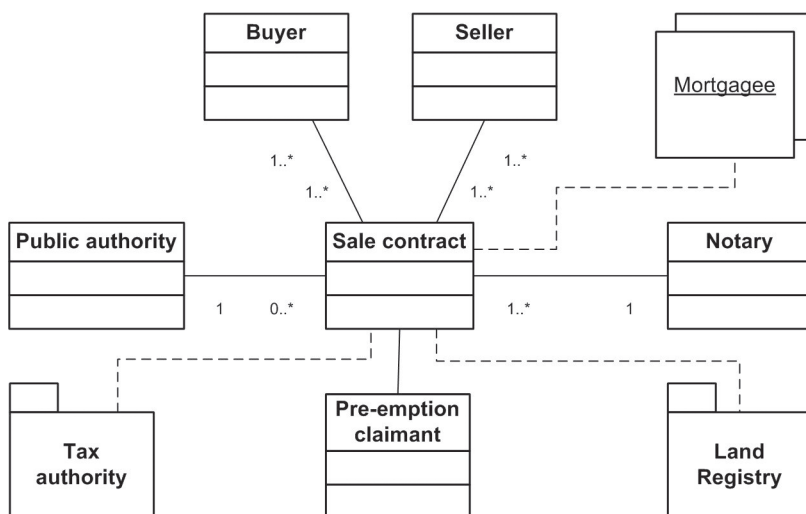 Buyer
Seller
Mortgagee
1..*
1..*
1..*
1..*
Public authority
Sale contract
Notary
1
0..*
1..*
1
Tax
authority
Pre-emption
claimant
Land
Registry